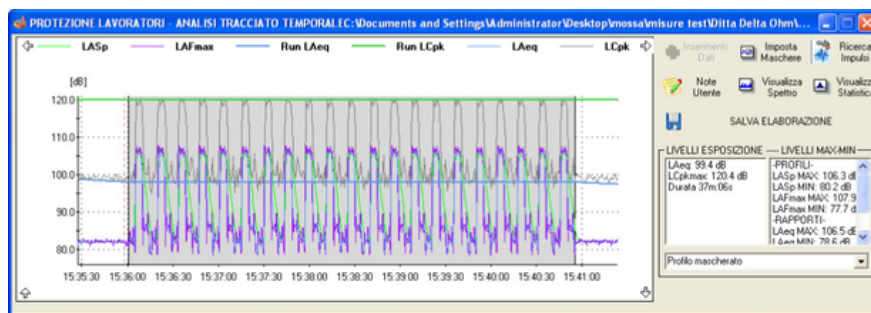 PROTEZIONE LAVORATORI - ANALISI TRACCIATO TEMPORALEC:\Documents and Settings\Administrator\Desktop\mossa\misure test\Ditta Delta Ohm\...
LASp LAFmax Run LAeq Run LCpk LAeq LCpk
[dB]
120.0
110.0
100.0
90.0
80.0
15:35:30 15:36:00 15:36:30 15:37:00 15:37:30 15:38:00 15:38:30 15:39:00 15:39:30 15:40:00 15:40:30 15:41:00
Inserimento Dati
Imposta Maschere
Ricerca Impulsi
Note Utente
Visualizza Spettro
Visualizza Statistica
SALVA ELABORAZIONE
LIVELLI ESPOSIZIONE
LAeq: 99.4 dB
LCpkmax: 120.4 dB
Durata 37m:06s
LIVELLI MAX-MIN
-PROFILI-
LASp MAX: 106.3 dB
LASp MIN: 80.2 dB
LAFmax MAX: 107.9
LAFmax MIN: 77.7 d
-RAPPORTI-
LAeq MAX: 106.5 dB
LAeq MIN: 78.6 dB
Profilo mascherato